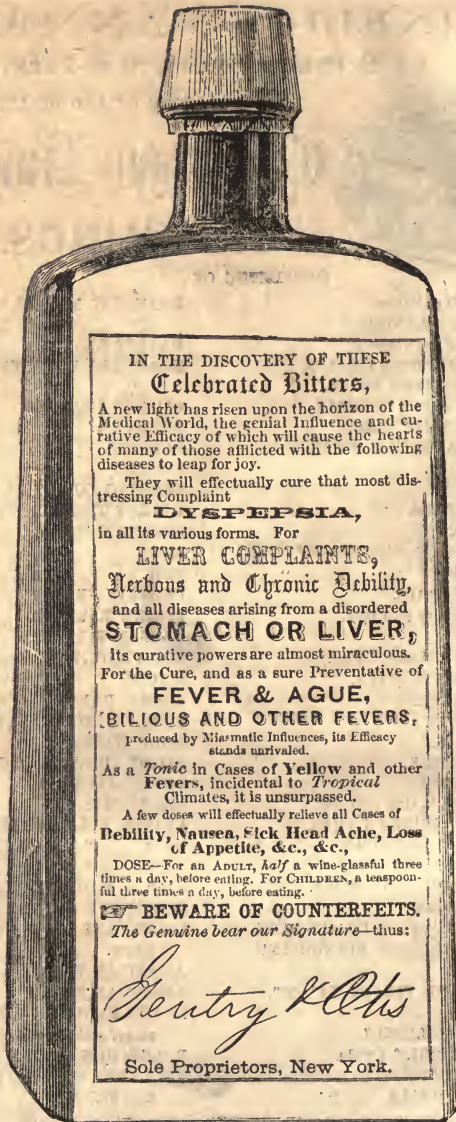 IN THE DISCOVERY OF THESE
Celebrated Bitters,
A new light has risen upon the horizon of the
Medical World, the genial Influence and cu-
rative Efficacy of which will cause the hearts
of many of those afflicted with the following
diseases to leap for joy.
They will effectually cure that most dis-
tressing Complaint
DYSPEPSIA,
in all its various forms. For
LIVER COMPLAINTS,
Nervous and Chronic Debility,
and all diseases arising from a disordered
STOMACH OR LIVER,
its curative powers are almost miraculous.
For the Cure, and as a sure Preventative of
FEVER & AGUE,
BILIOUS AND OTHER FEVERS,
produced by Miasmatic Influences, its Efficacy
stands unrivaled.
As a Tonic in Cases of Yellow and other
Fevers, incidental to Tropical
Climates, it is unsurpassed.
A few doses will effectually relieve all Cases of
Debility, Nausea, Sick Head Ache, Loss
of Appetite, &c., &c.,
DOSE—For an ADULT, half a wine-glassful three
times a day, before eating. For CHILDREN, a teaspoon-
ful three times a day, before eating.
☞ BEWARE OF COUNTERFEITS.
The Genuine bear our Signature—thus:
Gentry & Otis
Sole Proprietors, New York.